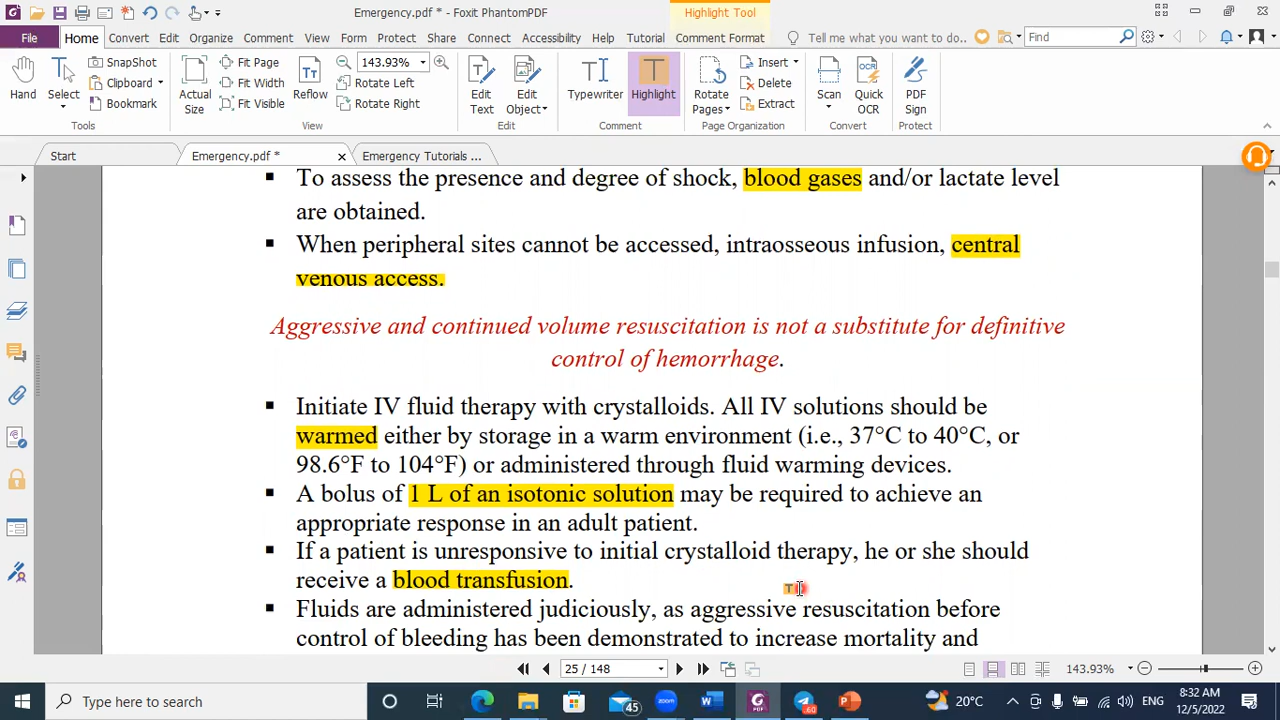 Emergency.pdf * - Foxit PhantomPDF
Highlight Tool
File Home Convert Edit Organize Comment View Form Protect Share Connect Accessibility Help Tutorial Comment Format Tell me what you want to do... Find
Hand
Select
SnapShot
Clipboard
Bookmark
Tools
Actual Size
Fit Page
Fit Width
Fit Visible
Reflow
143.93%
Rotate Left
Rotate Right
View
Edit Text
Edit Object
Edit
Typewriter
Highlight
Comment
Rotate Pages
Insert
Delete
Extract
Page Organization
Scan
Quick OCR
Convert
PDF Sign
Protect
Start
Emergency.pdf *
Emergency Tutorials ...
To assess the presence and degree of shock, blood gases and/or lactate level
are obtained.
When peripheral sites cannot be accessed, intraosseous infusion, central
venous access.
Aggressive and continued volume resuscitation is not a substitute for definitive
control of hemorrhage.
Initiate IV fluid therapy with crystalloids. All IV solutions should be
warmed either by storage in a warm environment (i.e., 37°C to 40°C, or
98.6°F to 104°F) or administered through fluid warming devices.
A bolus of 1 L of an isotonic solution may be required to achieve an
appropriate response in an adult patient.
If a patient is unresponsive to initial crystalloid therapy, he or she should
receive a blood transfusion.
Fluids are administered judiciously, as aggressive resuscitation before
control of bleeding has been demonstrated to increase mortality and
25 / 148
143.93%
Type here to search
45
zoom
PDF
60
20°C
ENG
8:32 AM
12/5/2022